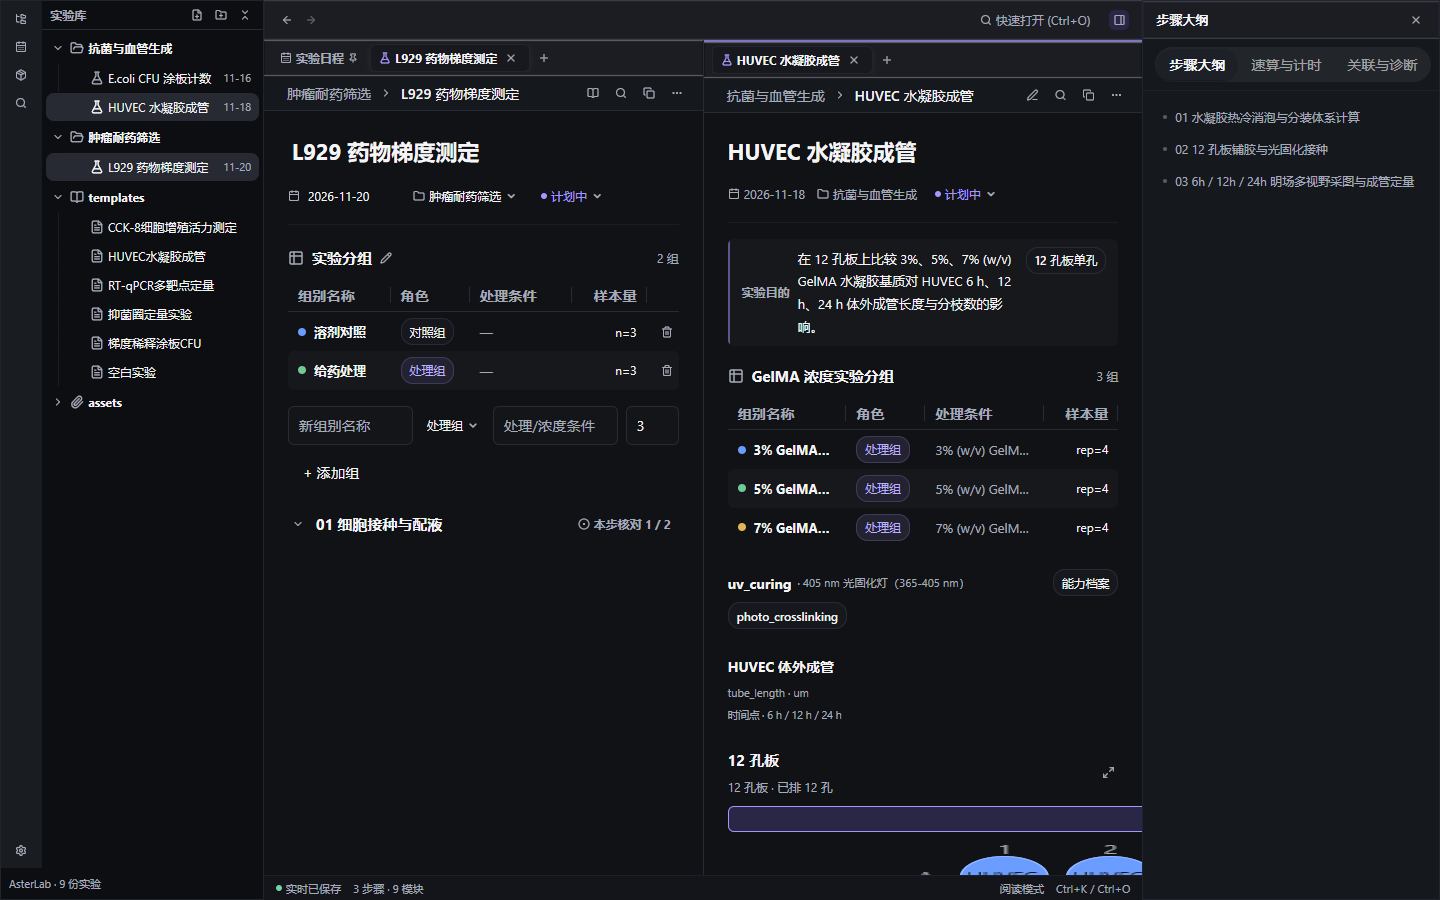 实验库
快速打开 (Ctrl+O)
步骤大纲
抗菌与血管生成
E.coli CFU 涂板计数 11-16
HUVEC 水凝胶成管 11-18
肿瘤耐药筛选
L929 药物梯度测定 11-20
templates
CCK-8细胞增殖活力测定
HUVEC水凝胶成管
RT-qPCR多靶点定量
抑菌圈定量实验
梯度稀释涂板CFU
空白实验
assets
AsterLab · 9 份实验
实验日程 L929 药物梯度测定
肿瘤耐药筛选 L929 药物梯度测定
L929 药物梯度测定
2026-11-20 肿瘤耐药筛选 计划中
实验分组 2 组
组别名称 角色 处理条件 样本量
溶剂对照 对照组 — n=3
给药处理 处理组 — n=3
新组别名称 处理组 处理/浓度条件 3
+ 添加组
01 细胞接种与配液 本步核对 1 / 2
实时已保存 3 步骤 · 9 模块
HUVEC 水凝胶成管
抗菌与血管生成 HUVEC 水凝胶成管
HUVEC 水凝胶成管
2026-11-18 抗菌与血管生成 计划中
实验目的
在 12 孔板上比较 3%、5%、7% (w/v)
GelMA 水凝胶基质对 HUVEC 6 h、12
h、24 h 体外成管长度与分枝数的影
响。
12 孔板单孔
GelMA 浓度实验分组 3 组
组别名称 角色 处理条件 样本量
3% GelMA... 处理组 3% (w/v) GelM... rep=4
5% GelMA... 处理组 5% (w/v) GelM... rep=4
7% GelMA... 处理组 7% (w/v) GelM... rep=4
uv_curing · 405 nm 光固化灯（365-405 nm） 能力档案
photo_crosslinking
HUVEC 体外成管
tube_length · um
时间点 · 6 h / 12 h / 24 h
12 孔板
12 孔板 · 已排 12 孔
1 2
阅读模式 Ctrl+K / Ctrl+O
步骤大纲 速算与计时 关联与诊断
01 水凝胶热冷消泡与分装体系计算
02 12 孔板铺胶与光固化接种
03 6h / 12h / 24h 明场多视野采图与成管定量